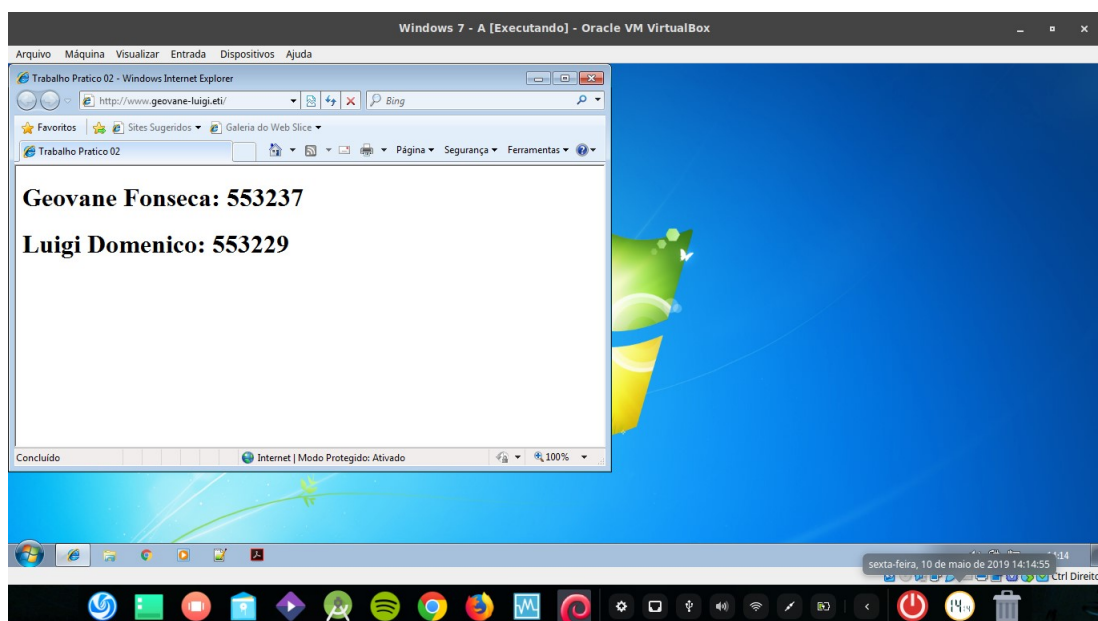 Windows 7 - A [Executando] - Oracle VM VirtualBox
Arquivo Máquina Visualizar Entrada Dispositivos Ajuda
Trabalho Pratico 02 - Windows Internet Explorer
http://www.geovane-luigi.eti/ Bing
Favoritos Sites Sugeridos Galeria do Web Slice
Trabalho Pratico 02 Página Segurança Ferramentas
Geovane Fonseca: 553237
Luigi Domenico: 553229
Concluído Internet | Modo Protegido: Ativado 100%
sexta-feira, 10 de maio de 2019 14:14:55
Ctrl Direito